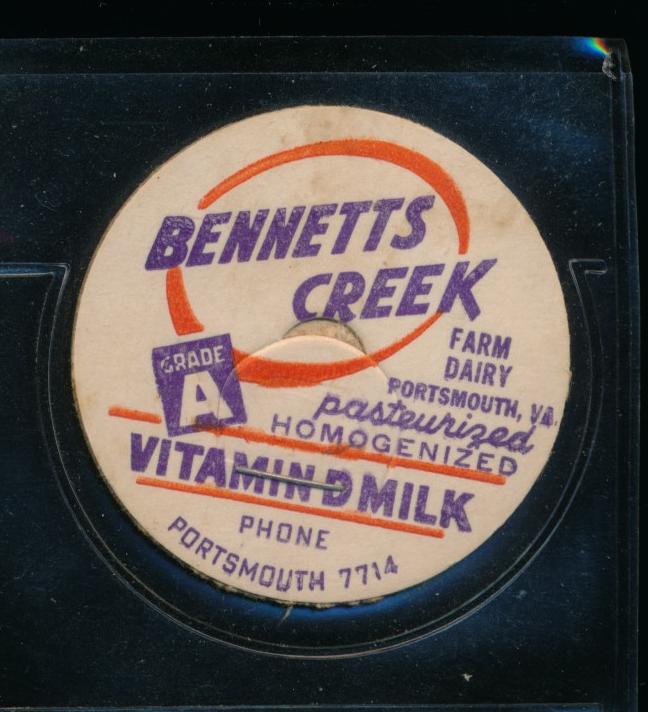 BENNETTS
CREEK
FARM
DAIRY
PORTSMOUTH, VA.
GRADE
A
pasteurized
HOMOGENIZED
VITAMIN D MILK
PHONE
PORTSMOUTH 7714